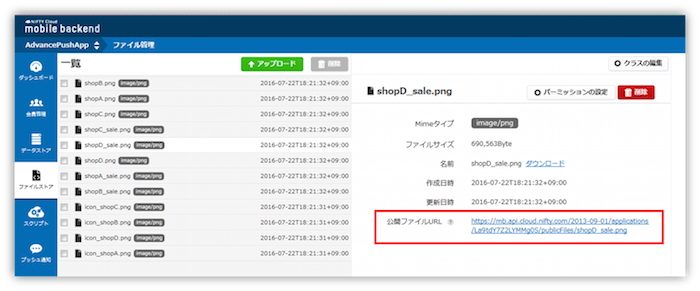 NIFTY Cloud
mobile backend
AdvancePushApp ファイル管理
ダッシュボード
会員管理
データストア
ファイルストア
スクリプト
プッシュ通知
一覧
アップロード
削除
shopB.png image/png 2016-07-22T18:21:32+09:00
shopA.png image/png 2016-07-22T18:21:32+09:00
shopC.png image/png 2016-07-22T18:21:32+09:00
shopC_sale.png image/png 2016-07-22T18:21:32+09:00
shopD_sale.png image/png 2016-07-22T18:21:32+09:00
shopD.png image/png 2016-07-22T18:21:32+09:00
shopA_sale.png image/png 2016-07-22T18:21:32+09:00
shopB_sale.png image/png 2016-07-22T18:21:32+09:00
icon_shopC.png image/png 2016-07-22T18:21:31+09:00
icon_shopB.png image/png 2016-07-22T18:21:31+09:00
icon_shopD.png image/png 2016-07-22T18:21:31+09:00
icon_shopA.png image/png 2016-07-22T18:21:31+09:00
クラスの編集
shopD_sale.png
パーミッションの設定
削除
Mimeタイプ image/png
ファイルサイズ 690,563Byte
名前 shopD_sale.png ダウンロード
作成日時 2016-07-22T18:21:32+09:00
更新日時 2016-07-22T18:21:32+09:00
公開ファイルURL https://mb.api.cloud.nifty.com/2013-09-01/applications
/La9tdY7Z2LYMMg0S/publicFiles/shopD_sale.png